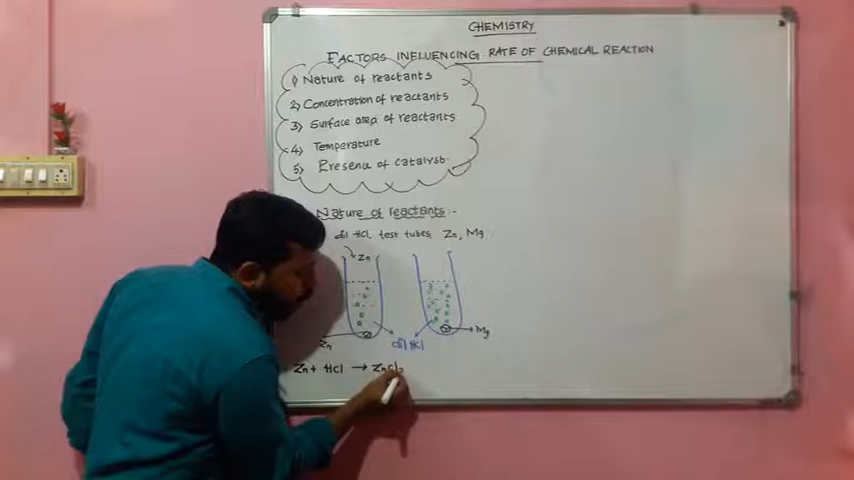 CHEMISTRY
FACTORS INFLUENCING RATE OF CHEMICAL REACTION
1) Nature of reactants
2) Concentration of reactants
3) Surface area of reactants
4) Temperature
5) Presence of catalyst
Nature of reactants :-
dil HCl, test tubes, Zn, Mg
Zn
Zn
dil HCl
Mg
Zn + HCl → ZnCl₂